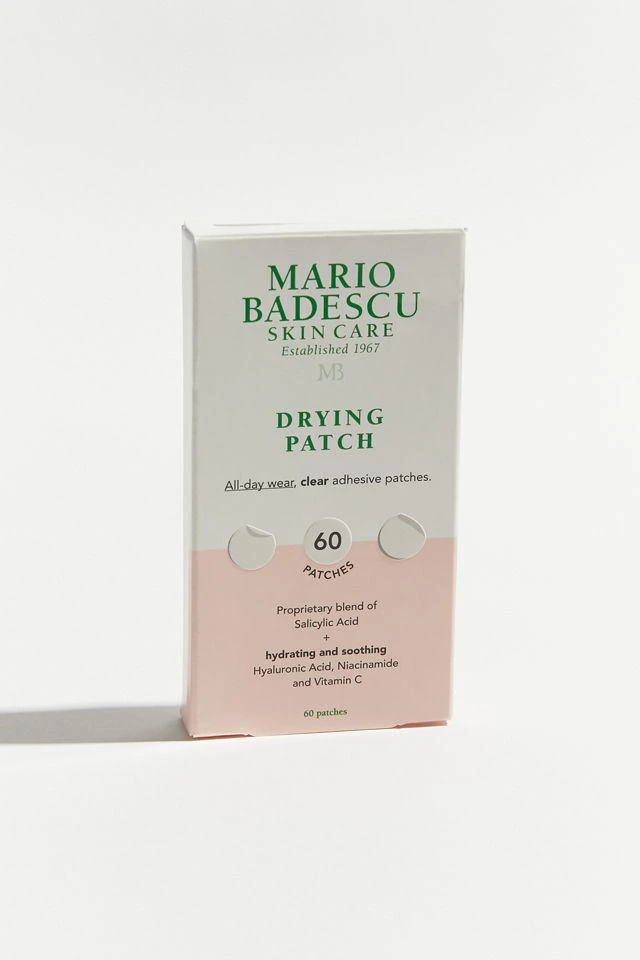 MARIO
BADESCU
SKIN CARE
Established 1967
MB
DRYING
PATCH
All-day wear, clear adhesive patches.
60
PATCHES
Proprietary blend of
Salicylic Acid
+
hydrating and soothing
Hyaluronic Acid, Niacinamide
and Vitamin C
60 patches